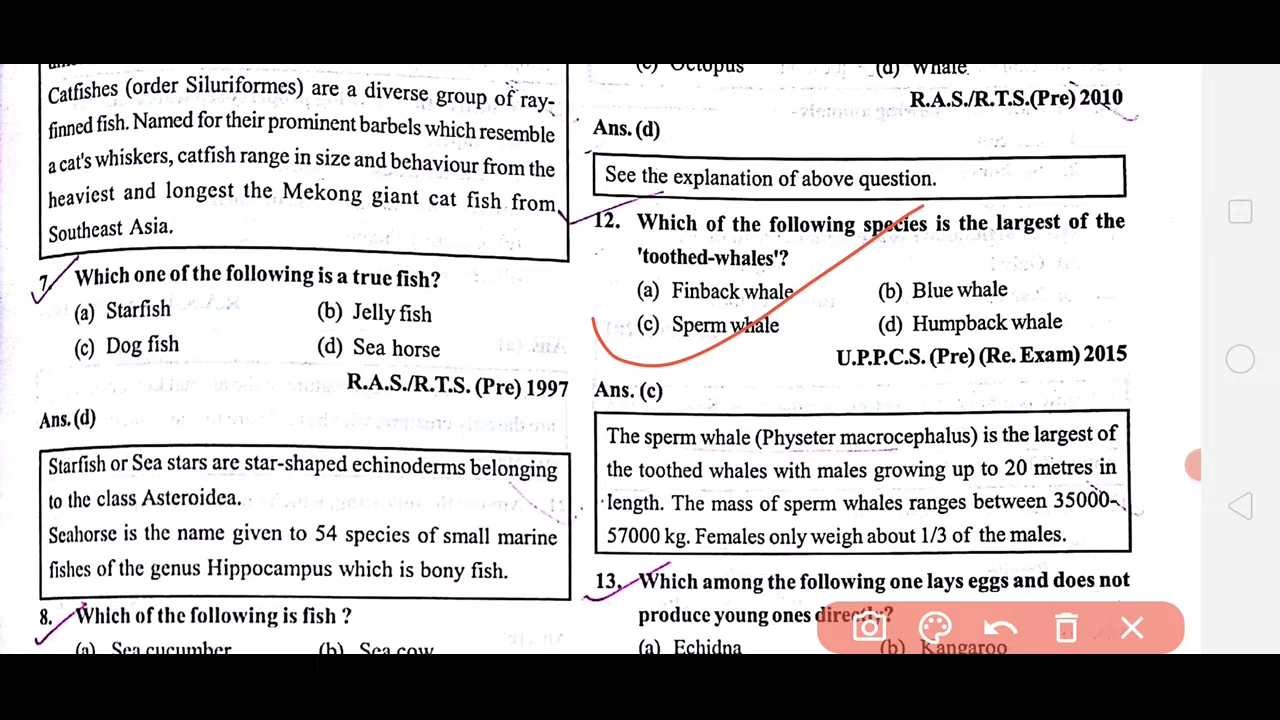 Catfishes (order Siluriformes) are a diverse group of ray-
finned fish. Named for their prominent barbels which resemble
a cat's whiskers, catfish range in size and behaviour from the
heaviest and longest the Mekong giant cat fish from
Southeast Asia.
7. Which one of the following is a true fish?
(a) Starfish (b) Jelly fish
(c) Dog fish (d) Sea horse
R.A.S./R.T.S. (Pre) 1997
Ans. (d)
Starfish or Sea stars are star-shaped echinoderms belonging
to the class Asteroidea.
Seahorse is the name given to 54 species of small marine
fishes of the genus Hippocampus which is bony fish.
8. Which of the following is fish ?
(a) Sea cucumber (b) Sea cow
(c) Octopus (d) Whale
R.A.S./R.T.S.(Pre) 2010
Ans. (d)
See the explanation of above question.
12. Which of the following species is the largest of the
'toothed-whales'?
(a) Finback whale (b) Blue whale
(c) Sperm whale (d) Humpback whale
U.P.P.C.S. (Pre) (Re. Exam) 2015
Ans. (c)
The sperm whale (Physeter macrocephalus) is the largest of
the toothed whales with males growing up to 20 metres in
length. The mass of sperm whales ranges between 35000-
57000 kg. Females only weigh about 1/3 of the males.
13. Which among the following one lays eggs and does not
produce young ones directly?
(a) Echidna (b) Kangaroo